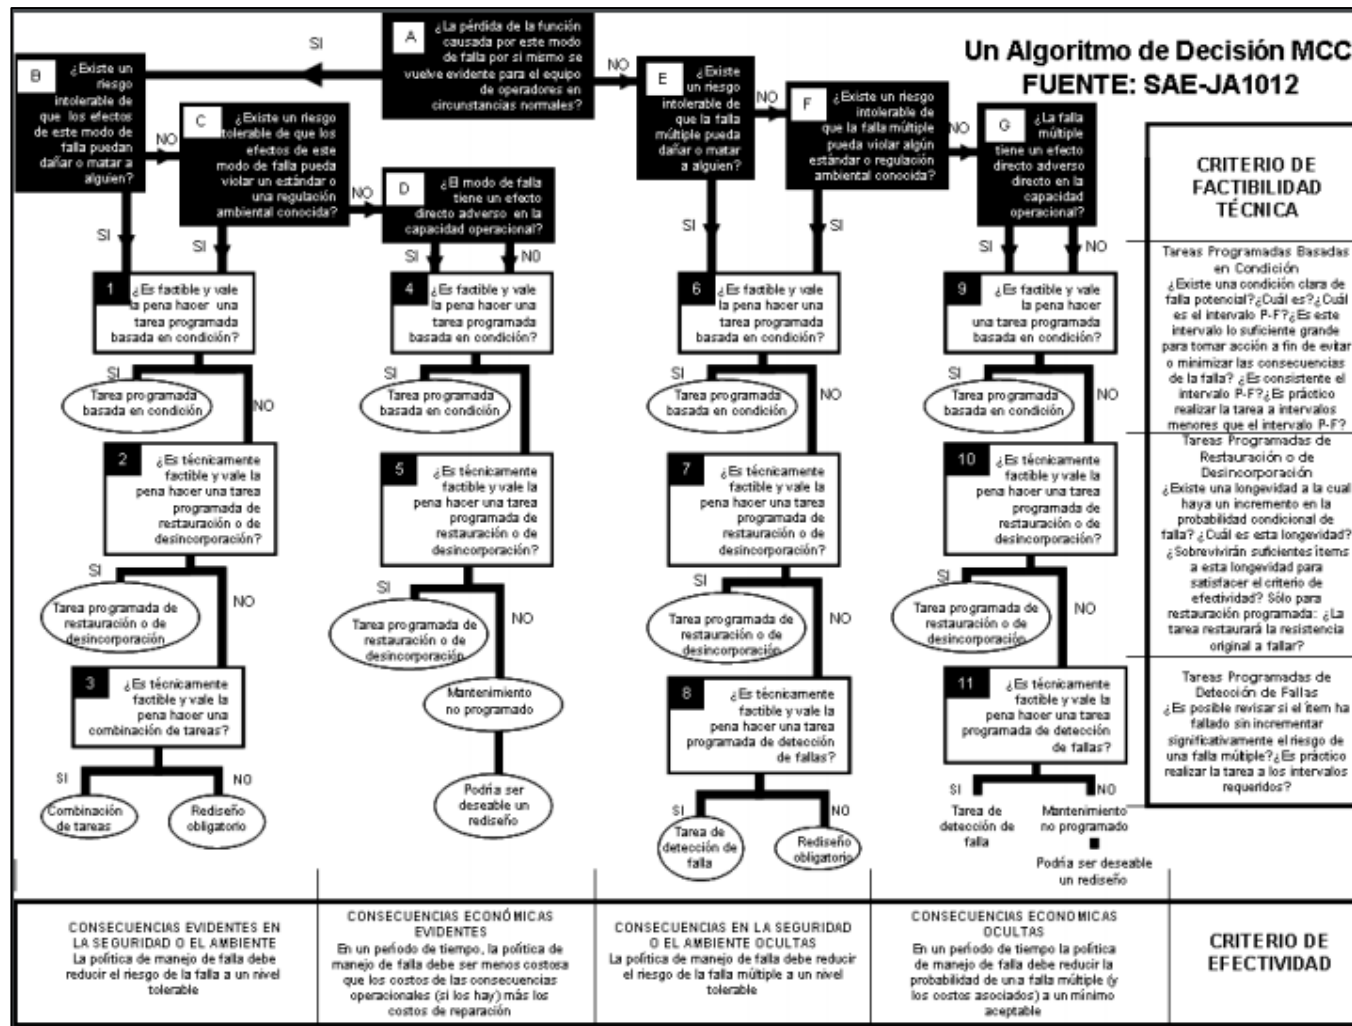 Un Algoritmo de Decisión MCC
FUENTE: SAE-JA1012
A
¿La pérdida de la función
causada por este modo
de falla por si mismo se
vuelve evidente para el equipo
de operadores en
circunstancias normales?
SI
NO
B
¿Existe un
riesgo
intolerable de
que los efectos
de este modo de
falla puedan
dañar o matar a
alguien?
NO
SI
C
¿Existe un riesgo
tolerable de que los
efectos de este
modo de falla pueda
violar un estándar o
una regulación
ambiental conocida?
NO
SI
D
¿El modo de falla
tiene un efecto
directo adverso en la
capacidad operacional?
SI
NO
E
¿Existe
un riesgo
intolerable de
que la falla
múltiple pueda
dañar o matar
a alguien?
NO
SI
F
¿Existe un riesgo
intolerable de
que la falla múltiple
pueda violar algún
estándar o regulación
ambiental conocida?
NO
SI
G
¿La falla
múltiple
tiene un efecto
directo adverso
directo en la
capacidad
operacional?
SI
NO
1
¿Es factible y vale
la pena hacer una
tarea programada
basada en condición?
SI
NO
Tarea programada
basada en condición
2
¿Es técnicamente
factible y vale la
pena hacer una tarea
programada de
restauración o de
desincorporación?
SI
NO
Tarea programada de
restauración o de
desincorporación
3
¿Es técnicamente
factible y vale la
pena hacer una
combinación de tareas?
SI
NO
Combinación
de tareas
Rediseño
obligatorio
4
¿Es factible y vale
la pena hacer una
tarea programada
basada en condición?
SI
NO
Tarea programada
basada en condición
5
¿Es técnicamente
factible y vale la
pena hacer una tarea
programada de
restauración o de
desincorporación?
SI
NO
Tarea programada de
restauración o de
desincorporación
Mantenimiento
no programado
Podría ser
deseable un
rediseño
6
¿Es factible y vale
la pena hacer una
tarea programada
basada en condición?
SI
NO
Tarea programada
basada en condición
7
¿Es técnicamente
factible y vale la
pena hacer una tarea
programada de
restauración o de
desincorporación?
SI
NO
Tarea programada de
restauración o de
desincorporación
8
¿Es técnicamente
factible y vale la
pena hacer una tarea
programada de detección
de fallas?
SI
NO
Tarea de
detección de
falla
Rediseño
obligatorio
9
¿Es factible y vale
la pena hacer
una tarea programada
basada en condición?
SI
NO
Tarea programada
basada en condición
10
¿Es técnicamente
factible y vale la
pena hacer una tarea
programada de
restauración o de
desincorporación?
SI
NO
Tarea programada de
restauración o de
desincorporación
11
¿Es técnicamente
factible y vale la
pena hacer una tarea
programada de detección
de fallas?
SI
NO
Tarea de
detección de
falla
Mantenimiento
no programado
Podría ser deseable
un rediseño
CRITERIO DE
FACTIBILIDAD
TÉCNICA
Tareas Programadas Basadas
en Condición
¿Existe una condición clara de
falla potencial?¿Cuál es?¿Cuál
es el intervalo P-F?¿Es este
intervalo lo suficiente grande
para tomar acción a fin de evitar
o minimizar las consecuencias
de la falla? ¿Es consistente el
intervalo P-F?¿Es práctico
realizar la tarea a intervalos
menores que el intervalo P-F?
Tareas Programadas de
Restauración o de
Desincorporación
¿Existe una longevidad a la cual
haya un incremento en la
probabilidad condicional de
falla? ¿Cuál es esta longevidad?
¿Sobrevivirán suficientes ítems
a esta longevidad para
satisfacer el criterio de
efectividad? Sólo para
restauración programada: ¿La
tarea restaurará la resistencia
original a fallar?
Tareas Programadas de
Detección de Fallas
¿Es posible revisar si el ítem ha
fallado sin incrementar
significativamente el riesgo de
una falla múltiple?¿Es práctico
realizar la tarea a los intervalos
requeridos?
CONSECUENCIAS EVIDENTES EN
LA SEGURIDAD O EL AMBIENTE
La política de manejo de falla debe
reducir el riesgo de la falla a un nivel
tolerable
CONSECUENCIAS ECONÓMICAS
EVIDENTES
En un período de tiempo, la política de
manejo de falla debe ser menos costosa
que los costos de las consecuencias
operacionales (si los hay) más los
costos de reparación
CONSECUENCIAS EN LA SEGURIDAD
O EL AMBIENTE OCULTAS
La política de manejo de falla debe reducir
el riesgo de la falla múltiple a un nivel
tolerable
CONSECUENCIAS ECONOMICAS
OCULTAS
En un período de tiempo la política
de manejo de falla debe reducir la
probabilidad de una falla múltiple (y
los costos asociados) a un mínimo
aceptable
CRITERIO DE
EFECTIVIDAD